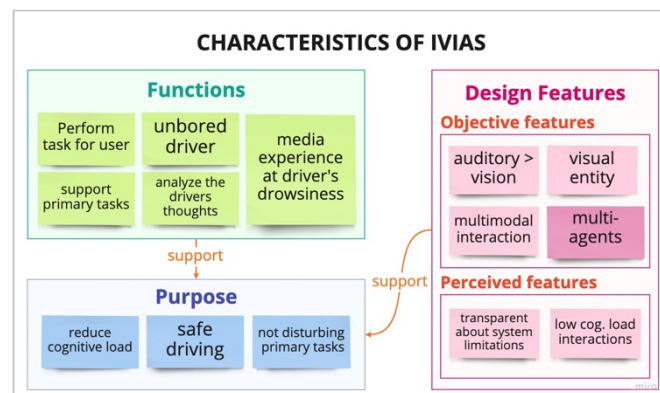 CHARACTERISTICS OF IVIAS
Functions
Perform
task for user
unbored
driver
media
experience
at driver's
drowsiness
support
primary tasks
analyze the
drivers
thoughts
support
Purpose
reduce
cognitive load
safe
driving
not disturbing
primary tasks
support
Design Features
Objective features
auditory >
vision
visual
entity
multimodal
interaction
multi-
agents
Perceived features
transparent
about system
limitations
low cog. load
interactions
miro